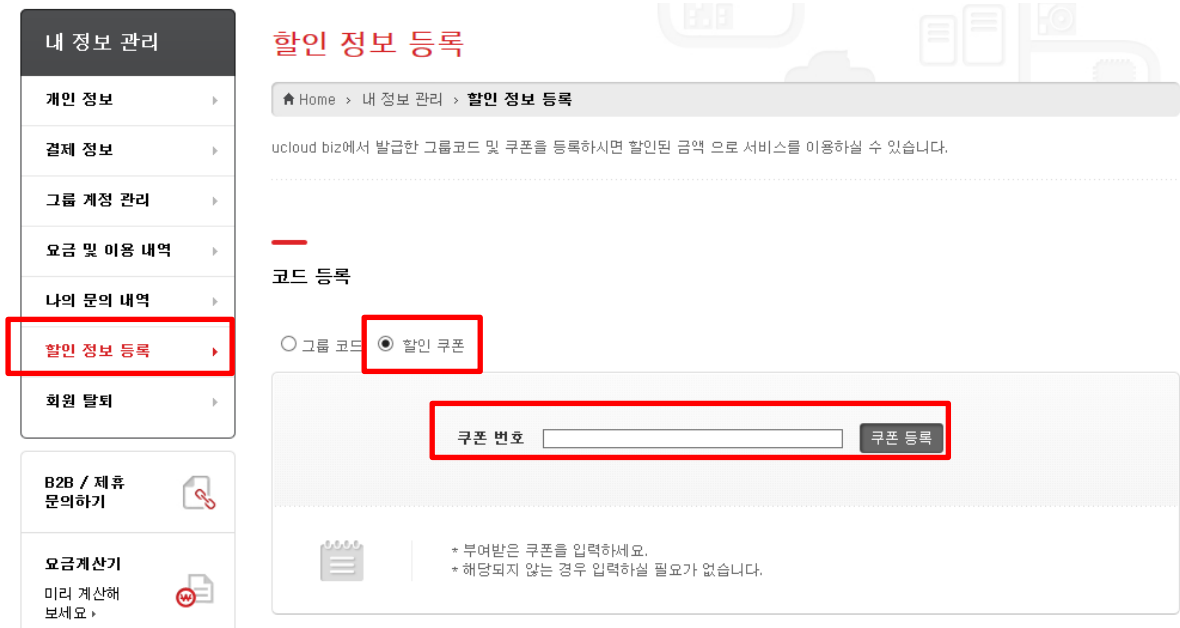 내 정보 관리
개인 정보
결제 정보
그룹 계정 관리
요금 및 이용 내역
나의 문의 내역
할인 정보 등록
회원 탈퇴
B2B / 제휴
문의하기
요금계산기
미리 계산해
보세요
할인 정보 등록
Home > 내 정보 관리 > 할인 정보 등록
ucloud biz에서 발급한 그룹코드 및 쿠폰을 등록하시면 할인된 금액 으로 서비스를 이용하실 수 있습니다.
코드 등록
그룹 코드 할인 쿠폰
쿠폰 번호 쿠폰 등록
* 부여받은 쿠폰을 입력하세요.
* 해당되지 않는 경우 입력하실 필요가 없습니다.